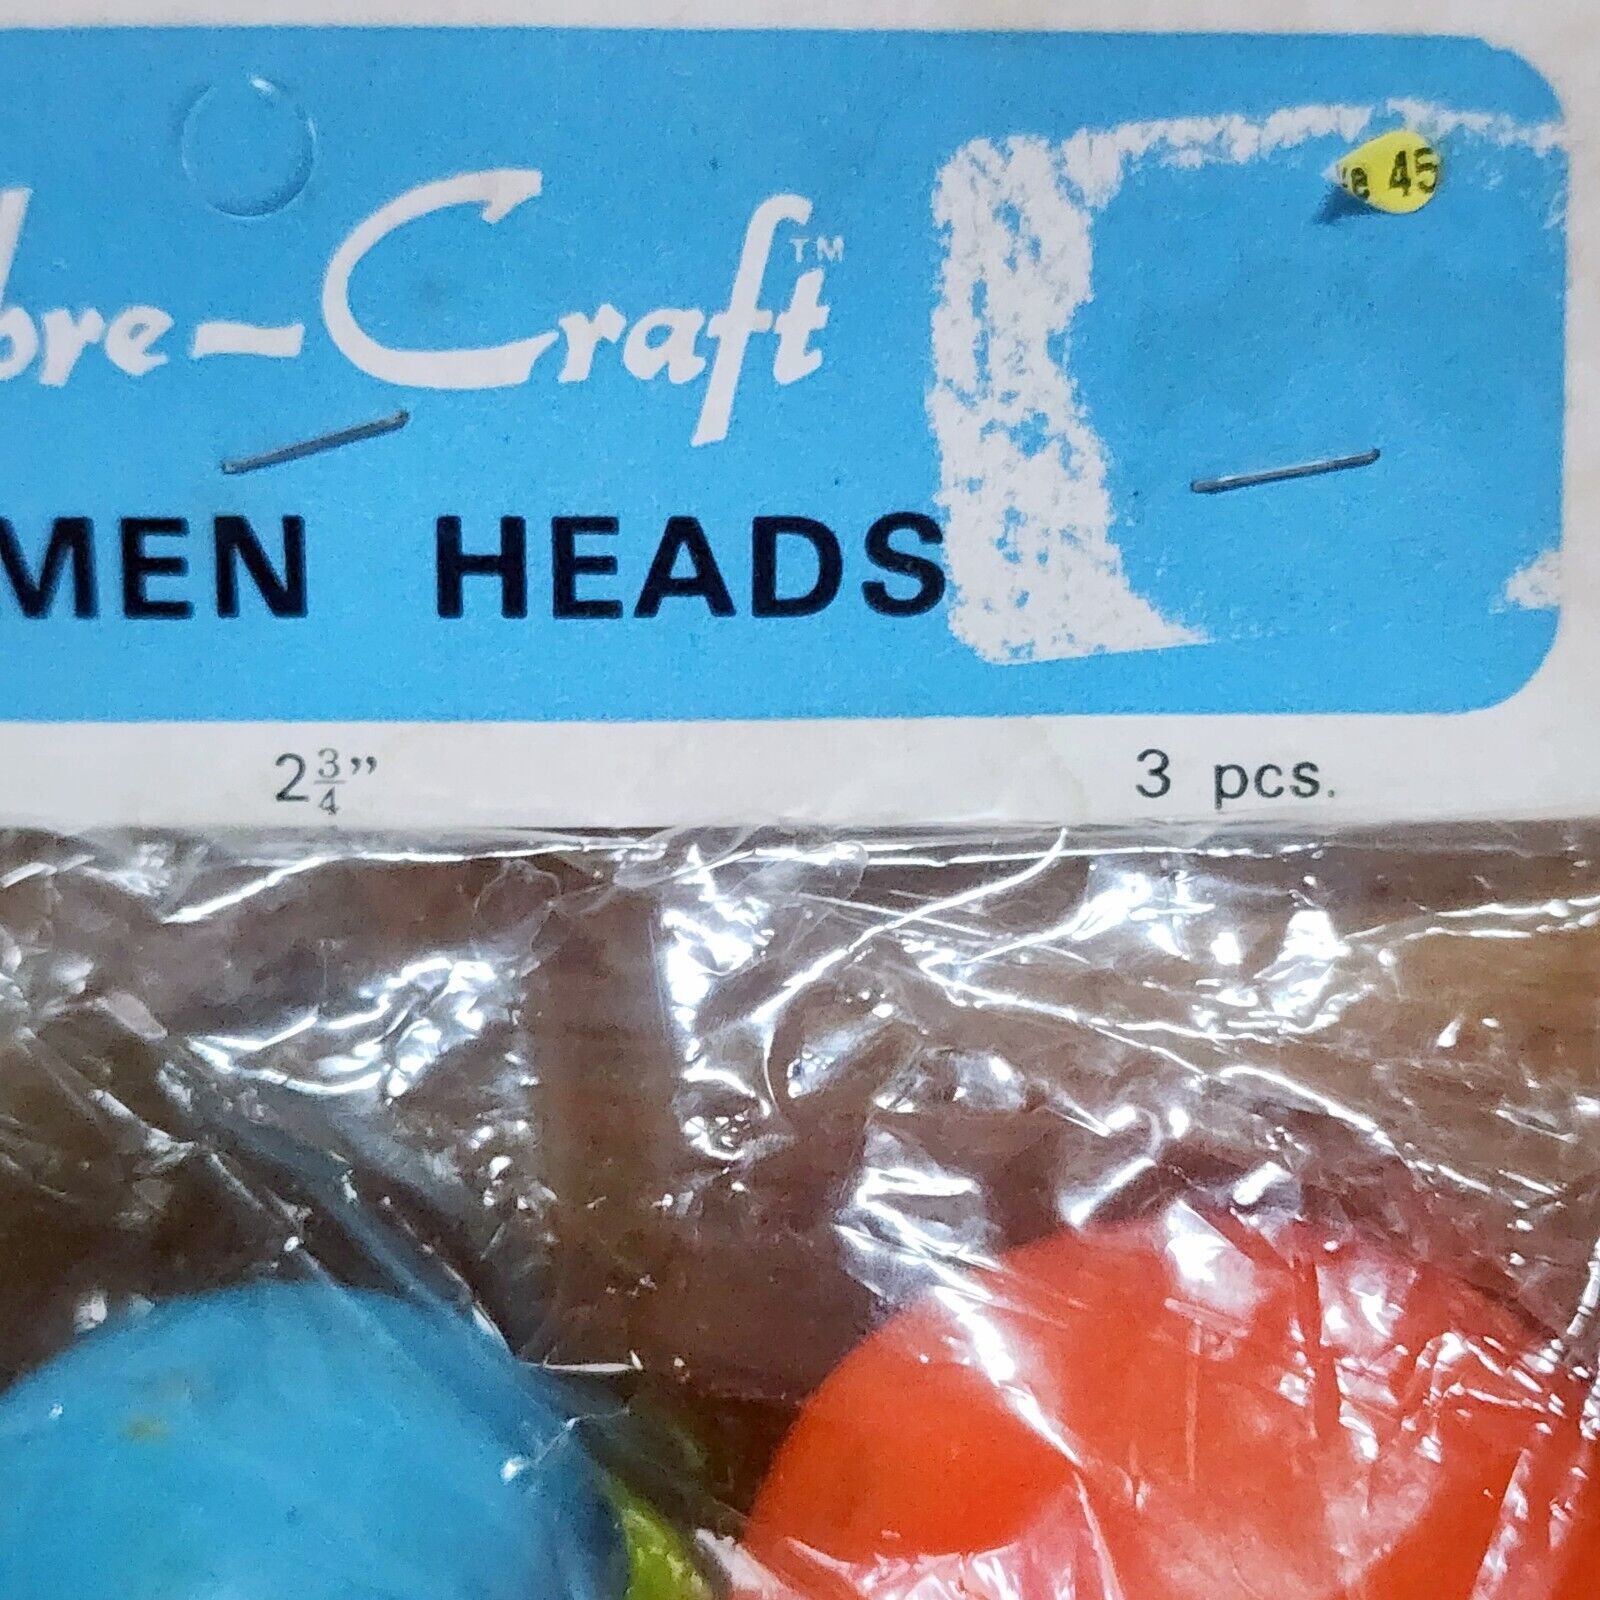 bre-Craft™
e 45
MEN HEADS
2¾" 3 pcs.